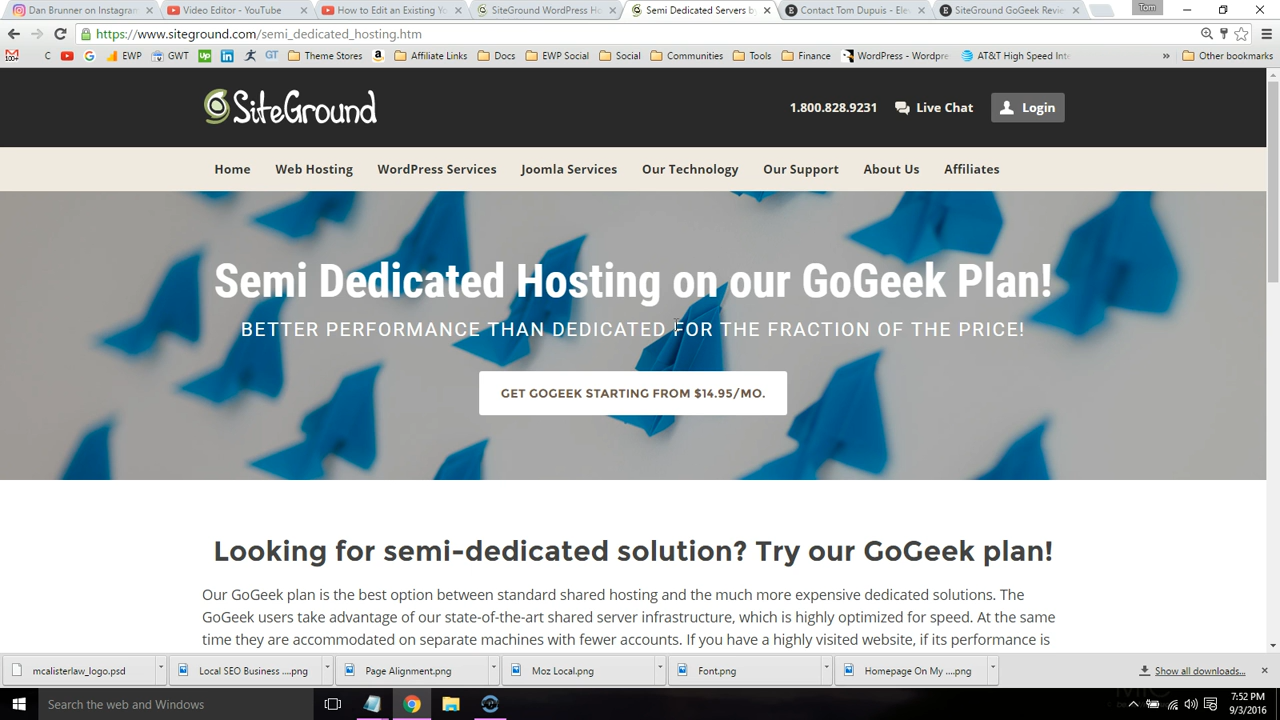 Dan Brunner on Instagram
Video Editor - YouTube
How to Edit an Existing Yo
SiteGround WordPress Ho
Semi Dedicated Servers by
Contact Tom Dupuis - Elev
SiteGround GoGeek Revie
Tom
https://www.siteground.com/semi_dedicated_hosting.htm
100+
C
EWP
GWT
Up
in
GT
Theme Stores
a
Affiliate Links
Docs
EWP Social
Social
Communities
Tools
Finance
WordPress - Wordpre
AT&T High Speed Inte
»
Other bookmarks
SiteGround
1.800.828.9231
Live Chat
Login
Home
Web Hosting
WordPress Services
Joomla Services
Our Technology
Our Support
About Us
Affiliates
Semi Dedicated Hosting on our GoGeek Plan!
BETTER PERFORMANCE THAN DEDICATED FOR THE FRACTION OF THE PRICE!
GET GOGEEK STARTING FROM $14.95/MO.
Looking for semi-dedicated solution? Try our GoGeek plan!
Our GoGeek plan is the best option between standard shared hosting and the much more expensive dedicated solutions. The
GoGeek users take advantage of our state-of-the-art shared server infrastructure, which is highly optimized for speed. At the same
time they are accommodated on separate machines with fewer accounts. If you have a highly visited website, if its performance is
mcalisterlaw_logo.psd
Local SEO Business ....png
Page Alignment.png
Moz Local.png
Font.png
Homepage On My ....png
Show all downloads...
Search the web and Windows
7:52 PM
9/3/2016